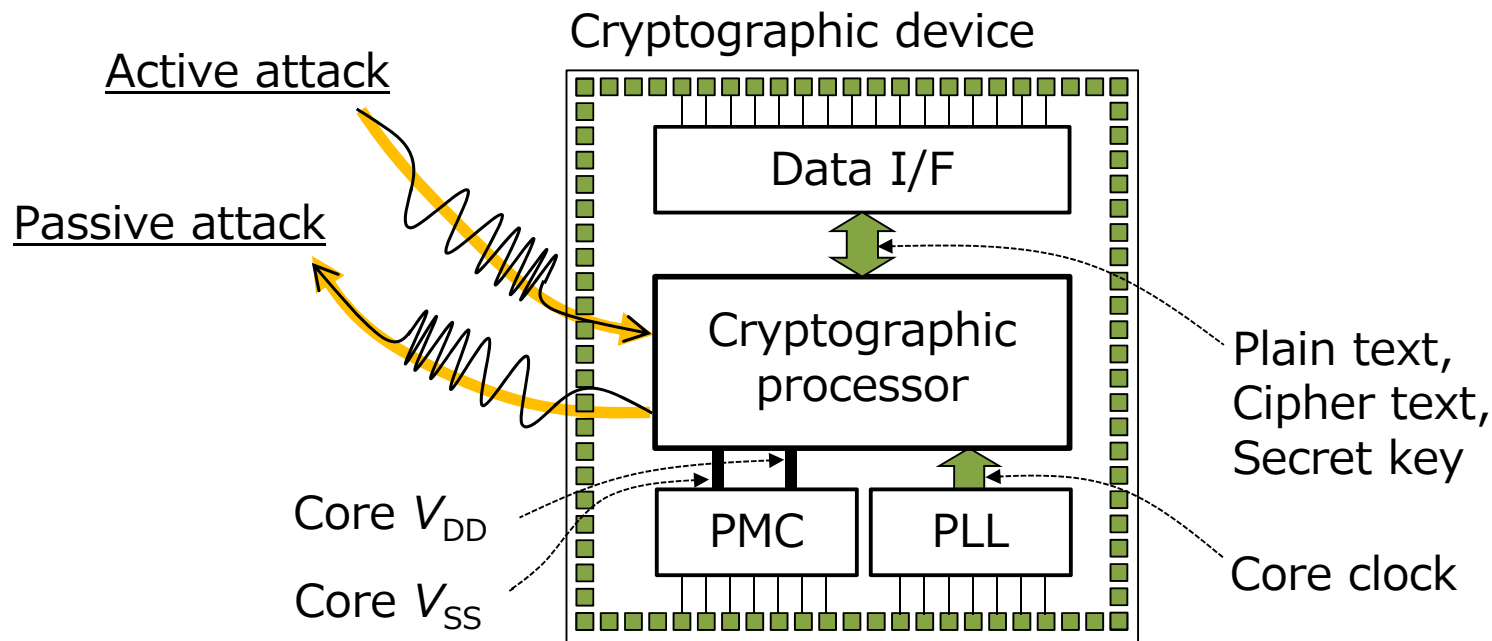 Cryptographic device
Active attack
Passive attack
Data I/F
Cryptographic
processor
Plain text,
Cipher text,
Secret key
Core VDD
PMC
PLL
Core clock
Core VSS